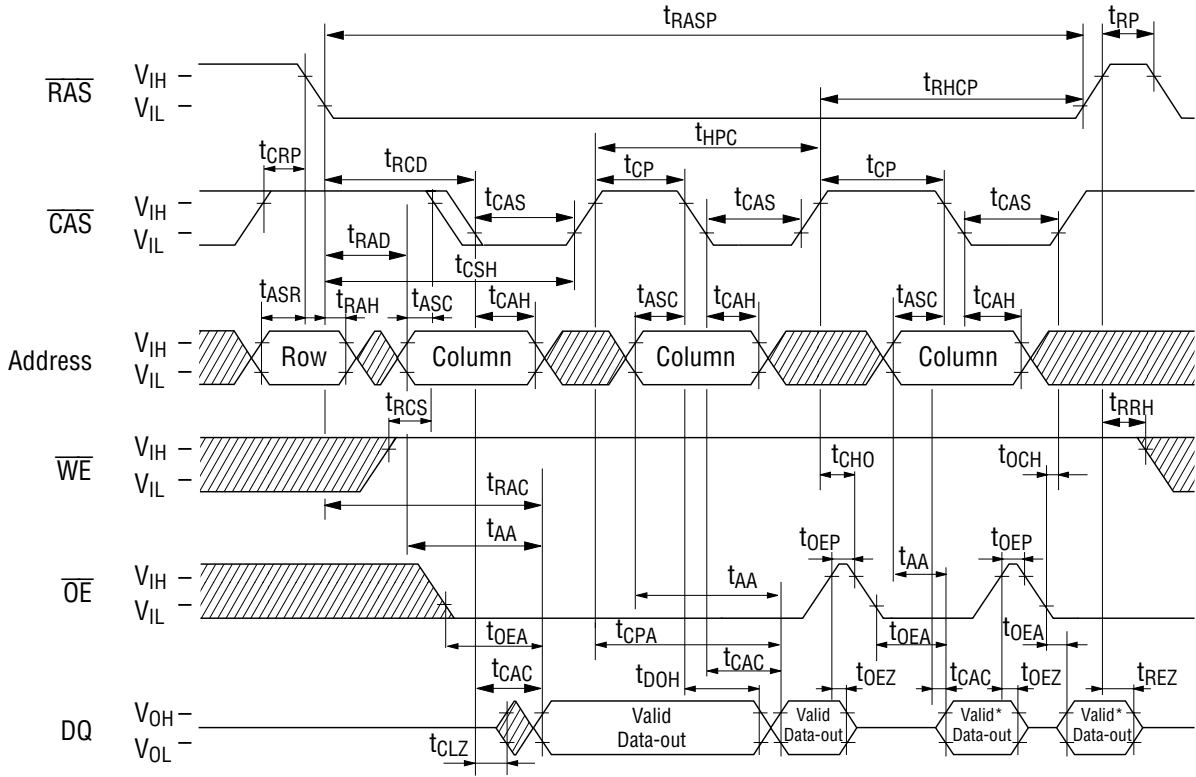 tRASP
tRP
RAS
VIH
VIL
tRHCP
tHPC
tCRP
tRCD
tCP
tCP
CAS
VIH
VIL
tCAS
tCAS
tCAS
tRAD
tCSH
tASR
tRAH
tASC
tCAH
tASC
tCAH
tASC
tCAH
Address
VIH
VIL
Row
Column
Column
Column
tRCS
tRRH
WE
VIH
VIL
tCHO
tOCH
tRAC
tAA
tOEP
tOEP
OE
VIH
VIL
tAA
tAA
tOEA
tCPA
tOEA
tOEA
tCAC
tCAC
tDOH
tOEZ
tCAC
tOEZ
tREZ
DQ
VOH
VOL
Valid
Data-out
Valid
Data-out
Valid*
Data-out
Valid*
Data-out
tCLZ